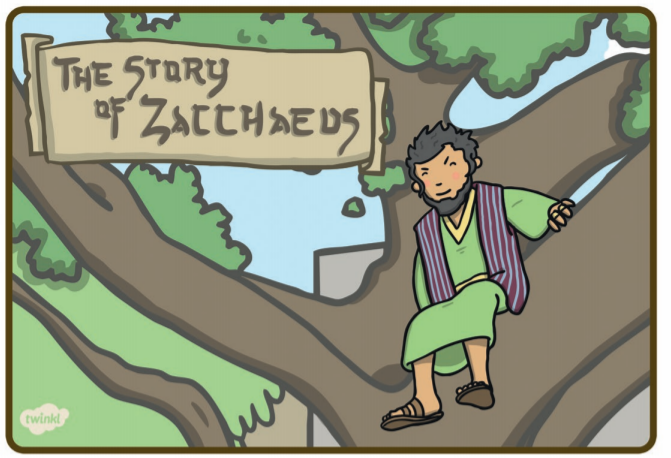 The Story
of Zacchaeus
twinkl